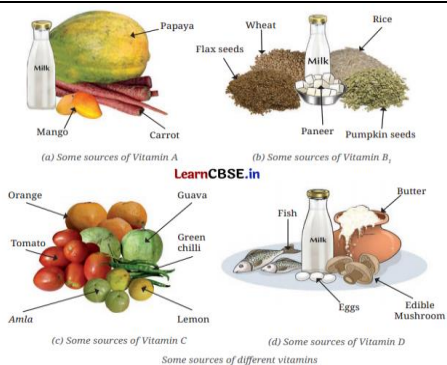 Papaya
Milk
Mango
Carrot
(a) Some sources of Vitamin A
Wheat
Rice
Flax seeds
Milk
Paneer
Pumpkin seeds
(b) Some sources of Vitamin B₁
LearnCBSE.in
Orange
Guava
Tomato
Green
chilli
Amla
Lemon
(c) Some sources of Vitamin C
Butter
Fish
Milk
Eggs
Edible
Mushroom
(d) Some sources of Vitamin D
Some sources of different vitamins